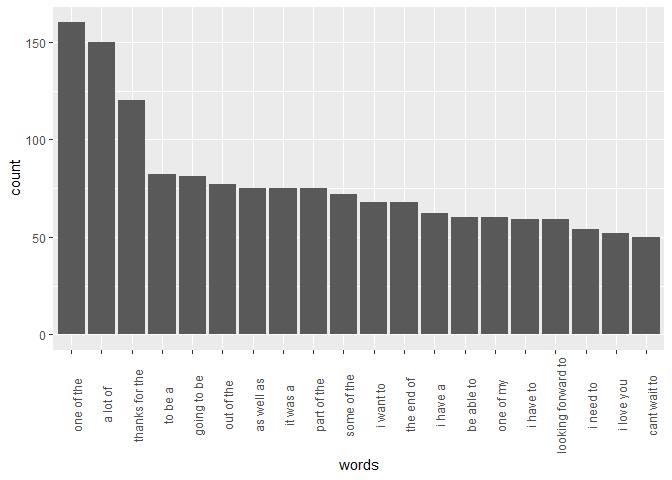 count
150
100
50
0
one of the
a lot of
thanks for the
to be a
going to be
out of the
as well as
it was a
part of the
some of the
i want to
the end of
i have a
be able to
one of my
i have to
looking forward to
i need to
i love you
cant wait to
words